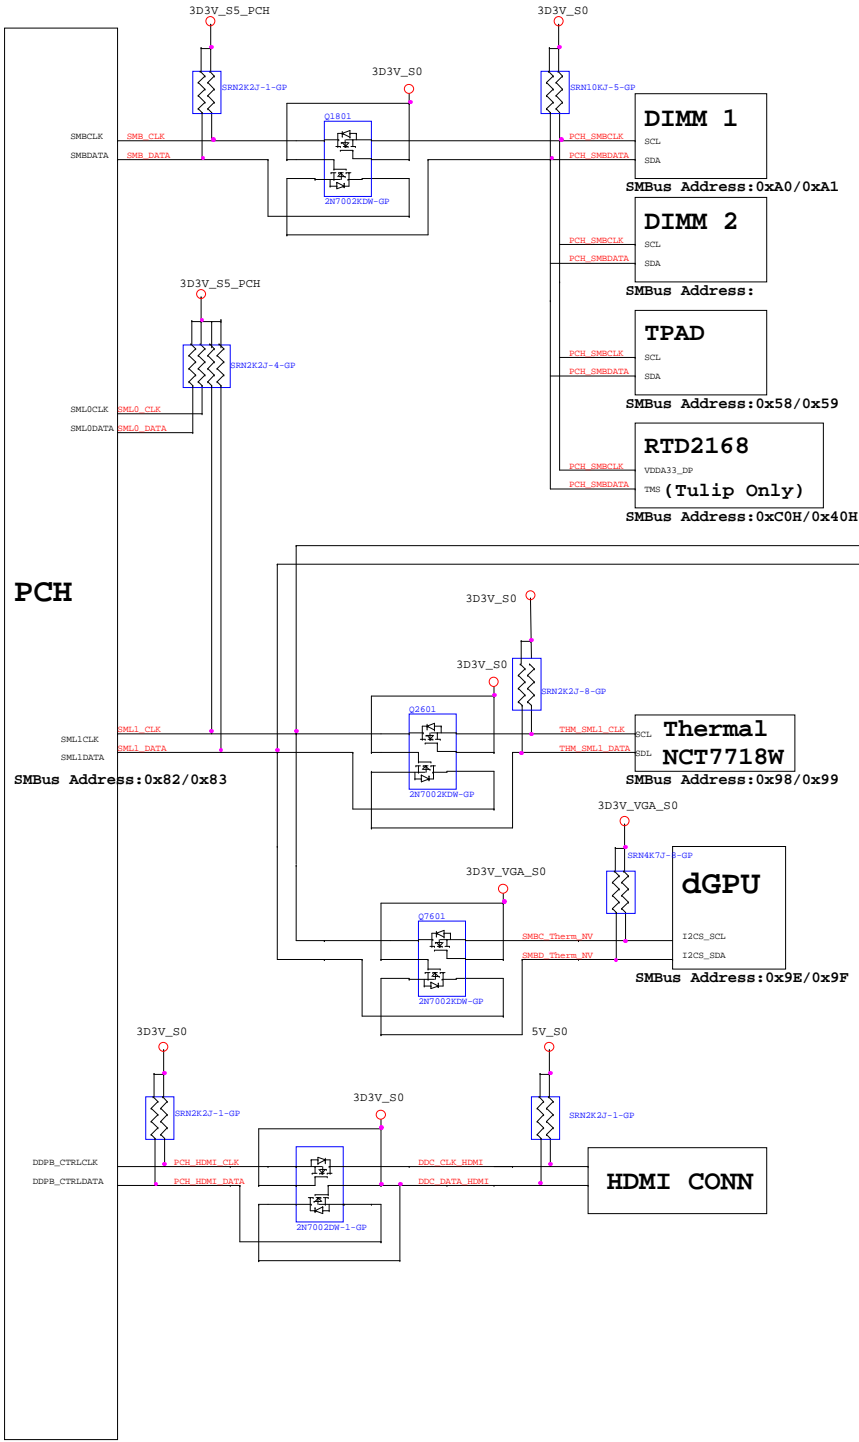 3D3V_S5_PCH
3D3V_S0
SRN2K2J-1-GP
3D3V_S0
SRN10KJ-5-GP
Q1801
DIMM 1
SMBCLK
SMB_CLK
PCH_SMBCLK
SCL
SMBDATA
SMB_DATA
PCH_SMBDATA
SDA
2N7002KDW-GP
SMBus Address:0xA0/0xA1
DIMM 2
PCH_SMBCLK
SCL
PCH_SMBDATA
SDA
SMBus Address:
3D3V_S5_PCH
TPAD
SRN2K2J-4-GP
PCH_SMBCLK
SCL
PCH_SMBDATA
SDA
SMBus Address:0x58/0x59
SML0CLK
SML0_CLK
SML0DATA
SML0_DATA
RTD2168
PCH_SMBCLK
VDDA33_DP
PCH_SMBDATA
TMS
(Tulip Only)
SMBus Address:0xC0H/0x40H
PCH
3D3V_S0
3D3V_S0
SRN2K2J-8-GP
Q2601
SML1CLK
SML1_CLK
THM_SML1_CLK
SCL
Thermal
SML1DATA
SML1_DATA
THM_SML1_DATA
SDL
NCT7718W
SMBus Address:0x82/0x83
2N7002KDW-GP
SMBus Address:0x98/0x99
3D3V_VGA_S0
SRN4K7J-8-GP
3D3V_VGA_S0
dGPU
Q7601
SMBC_Therm_NV
I2CS_SCL
SMBD_Therm_NV
I2CS_SDA
2N7002KDW-GP
SMBus Address:0x9E/0x9F
3D3V_S0
5V_S0
3D3V_S0
SRN2K2J-1-GP
SRN2K2J-1-GP
DDPB_CTRLCLK
PCH_HDMI_CLK
DDC_CLK_HDMI
DDPB_CTRLDATA
PCH_HDMI_DATA
DDC_DATA_HDMI
HDMI CONN
2N7002DW-1-GP